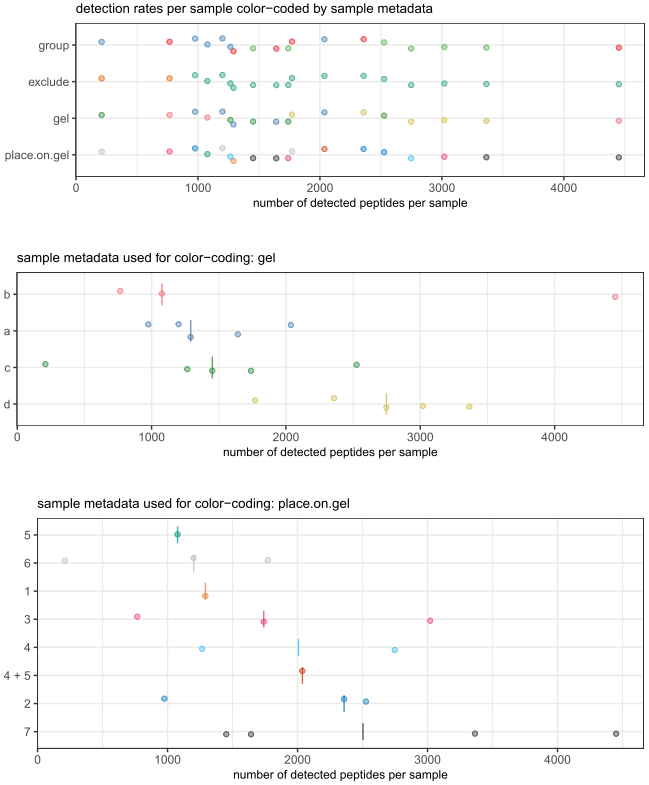 detection rates per sample color−coded by sample metadata
group
exclude
gel
place.on.gel
0 1000 2000 3000 4000
number of detected peptides per sample
sample metadata used for color−coding: gel
b
a
c
d
0 1000 2000 3000 4000
number of detected peptides per sample
sample metadata used for color−coding: place.on.gel
5
6
1
3
4
4 + 5
2
7
0 1000 2000 3000 4000
number of detected peptides per sample